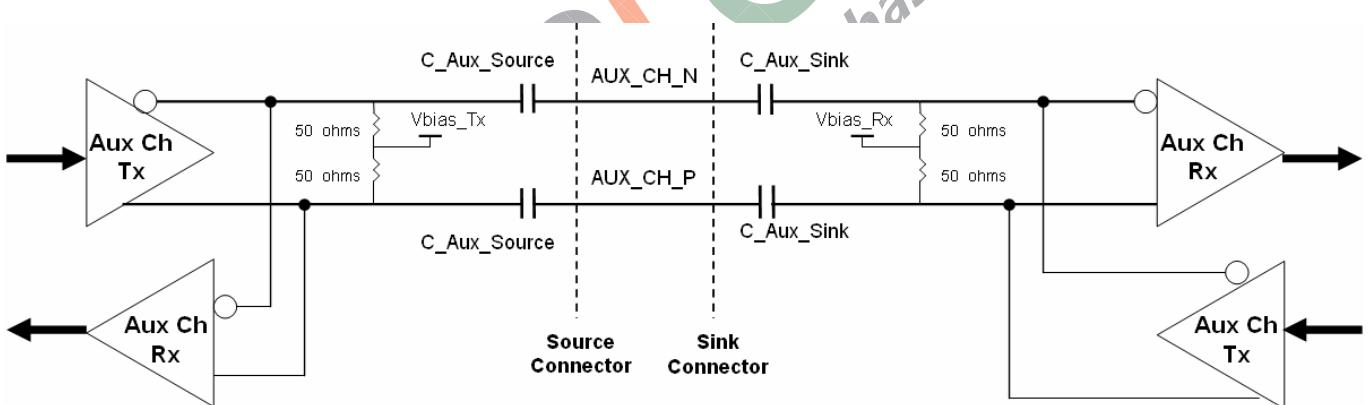 C_Aux_Source
AUX_CH_N
C_Aux_Sink
Aux Ch
Tx
50 ohms
Vbias_Tx
50 ohms
Vbias_Rx
50 ohms
50 ohms
Aux Ch
Rx
AUX_CH_P
C_Aux_Source
C_Aux_Sink
Aux Ch
Rx
Source
Connector
Sink
Connector
Aux Ch
Tx